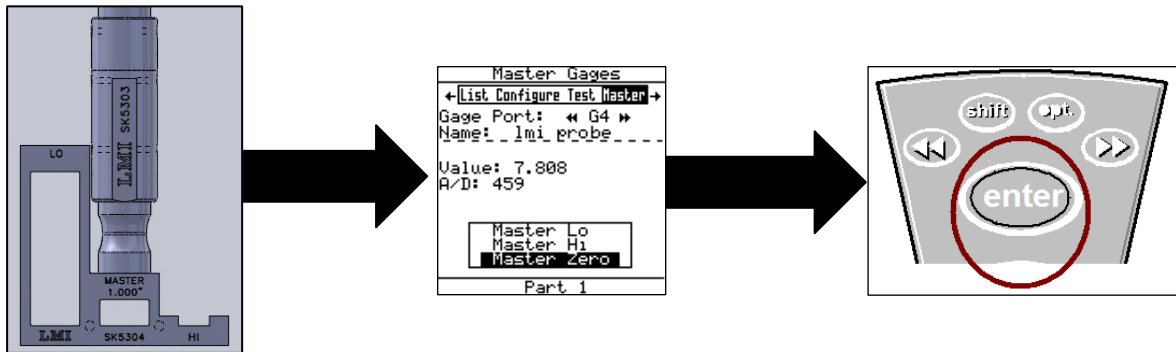 LMI SK5303
LO
MASTER
1.000"
LMI
SK5304
HI
Master Gages
←List Configure Test Master→
Gage Port: ◀◀ G4 ▶▶
Name: lmi probe
Value: 7.808
A/D: 459
Master Lo
Master Hi
Master Zero
Part 1
shift
opt.
enter